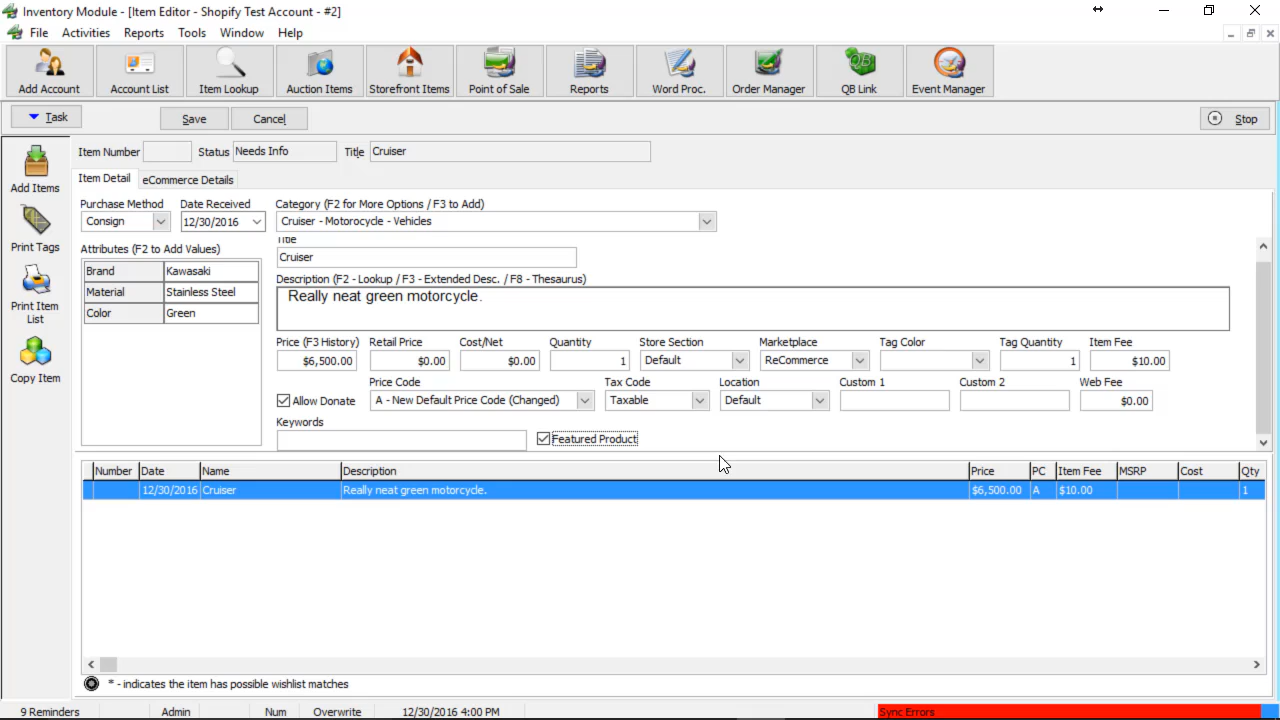 Inventory Module - [Item Editor - Shopify Test Account - #2]
File Activities Reports Tools Window Help
Add Account Account List Item Lookup Auction Items Storefront Items Point of Sale Reports Word Proc. Order Manager QB Link Event Manager
Task Save Cancel Stop
Item Number Status Needs Info Title Cruiser
Add Items
Print Tags
Print Item List
Copy Item
Item Detail eCommerce Details
Purchase Method Date Received Category (F2 for More Options / F3 to Add)
Consign 12/30/2016 Cruiser - Motorocycle - Vehicles
Attributes (F2 to Add Values) Title
Cruiser
Brand Kawasaki
Material Stainless Steel
Color Green
Description (F2 - Lookup / F3 - Extended Desc. / F8 - Thesaurus)
Really neat green motorcycle.
Price (F3 History) Retail Price Cost/Net Quantity Store Section Marketplace Tag Color Tag Quantity Item Fee
$6,500.00 $0.00 $0.00 1 Default ReCommerce 1 $10.00
Price Code Tax Code Location Custom 1 Custom 2 Web Fee
Allow Donate A - New Default Price Code (Changed) Taxable Default $0.00
Keywords
Featured Product
Number Date Name Description Price PC Item Fee MSRP Cost Qty
12/30/2016 Cruiser Really neat green motorcycle. $6,500.00 A $10.00 1
* - indicates the item has possible wishlist matches
9 Reminders Admin Num Overwrite 12/30/2016 4:00 PM Sync Errors